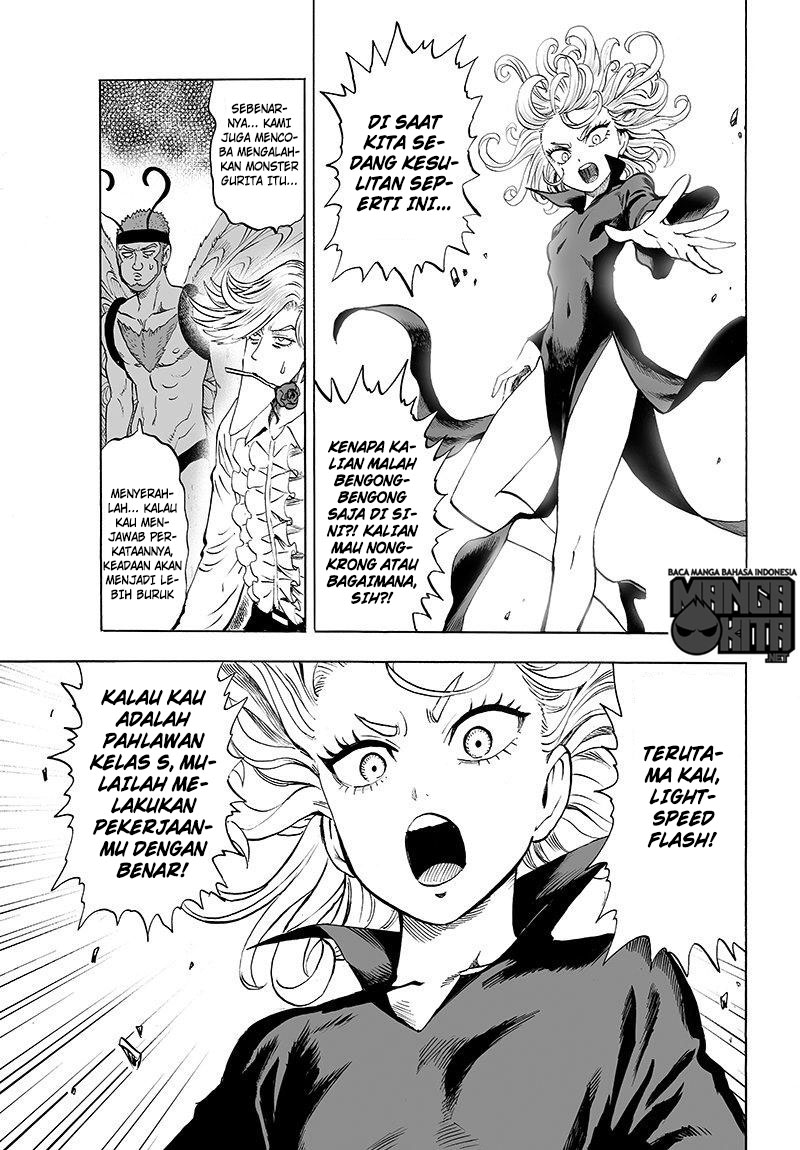 DI SAAT
KITA SE-
DANG KESU-
LITAN SEP-
ERTI INI...
KENAPA KA-
LIAN MALAH
BENGONG-
BENGONG
SAJA DI SI-
NI?! KALIAN
MAU NONG-
KRONG ATAU
BAGAIMANA,
SIH?!
SEBENAR-
NYA... KAMI
JUGA MENCO-
BA MENGALAH-
KAN MONSTER
GURITA ITU...
MENYERAH-
LAH... KALAU
KAU MEN-
JAWAB PER-
KATAANNYA,
KEADAAN AKAN
MENJADI LE-
BIH BURUK
BACA MANGA BAHASA INDONESIA
MANGA
KITA
.NET
TERUTA-
MA KAU,
LIGHT-
SPEED
FLASH!
KALAU KAU
ADALAH
PAHLAWAN
KELAS S, MU-
LAILAH ME-
LAKUKAN
PEKERJAAN-
MU DENGAN
BENAR!